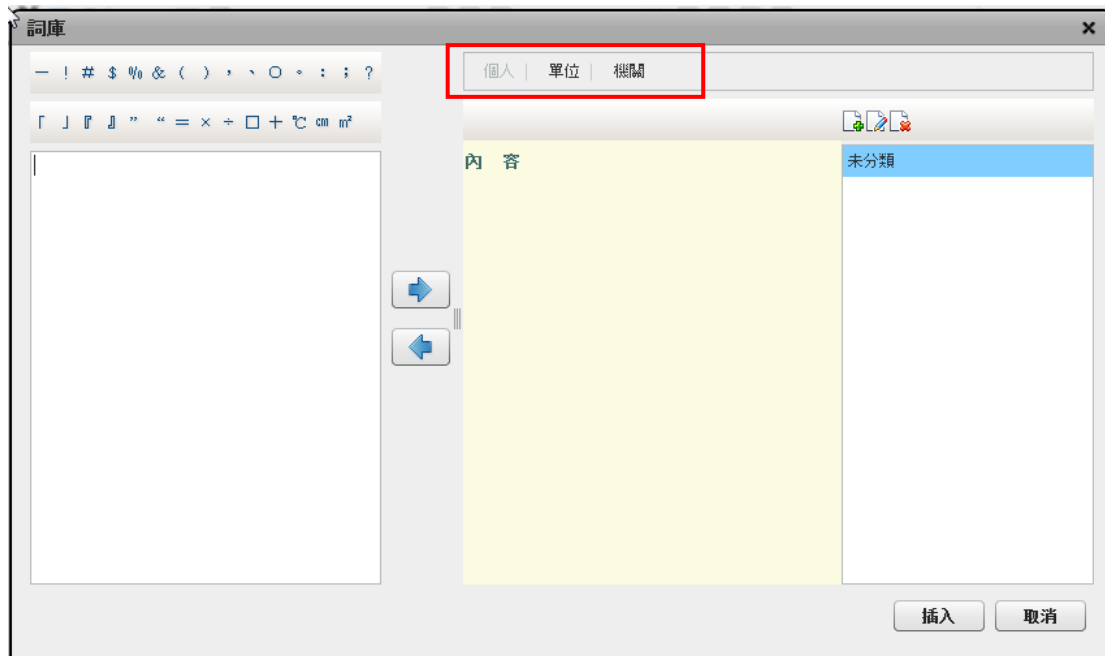 詞庫
— ! # $ % & ( ) , 、 ○ 。 : ; ?
個人 | 單位 | 機關
「 」 『 』 ” “ = × ÷ □ + ℃ ㎝ ㎡
內 容
未分類
插入 取消